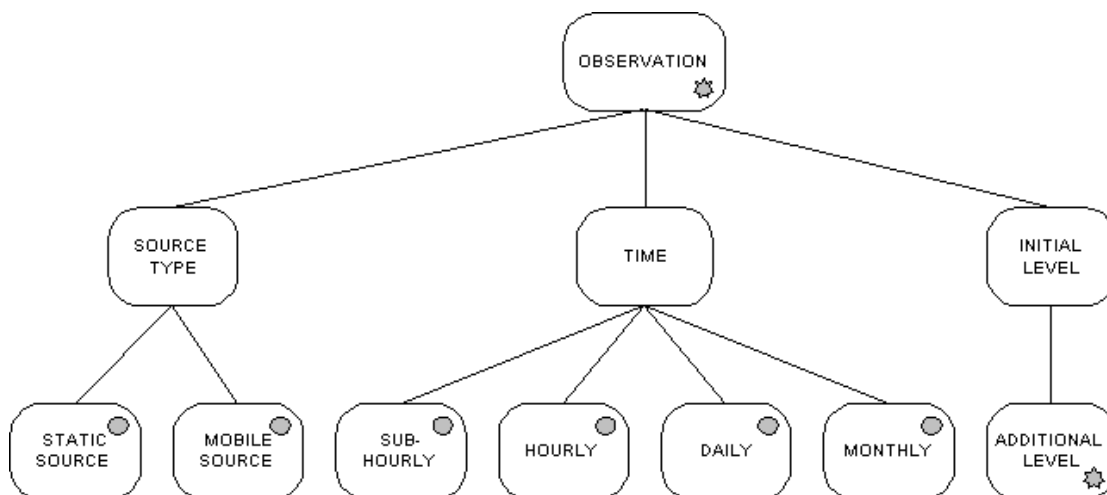 OBSERVATION
SOURCE
TYPE
TIME
INITIAL
LEVEL
STATIC
SOURCE
MOBILE
SOURCE
SUB-
HOURLY
HOURLY
DAILY
MONTHLY
ADDITIONAL
LEVEL